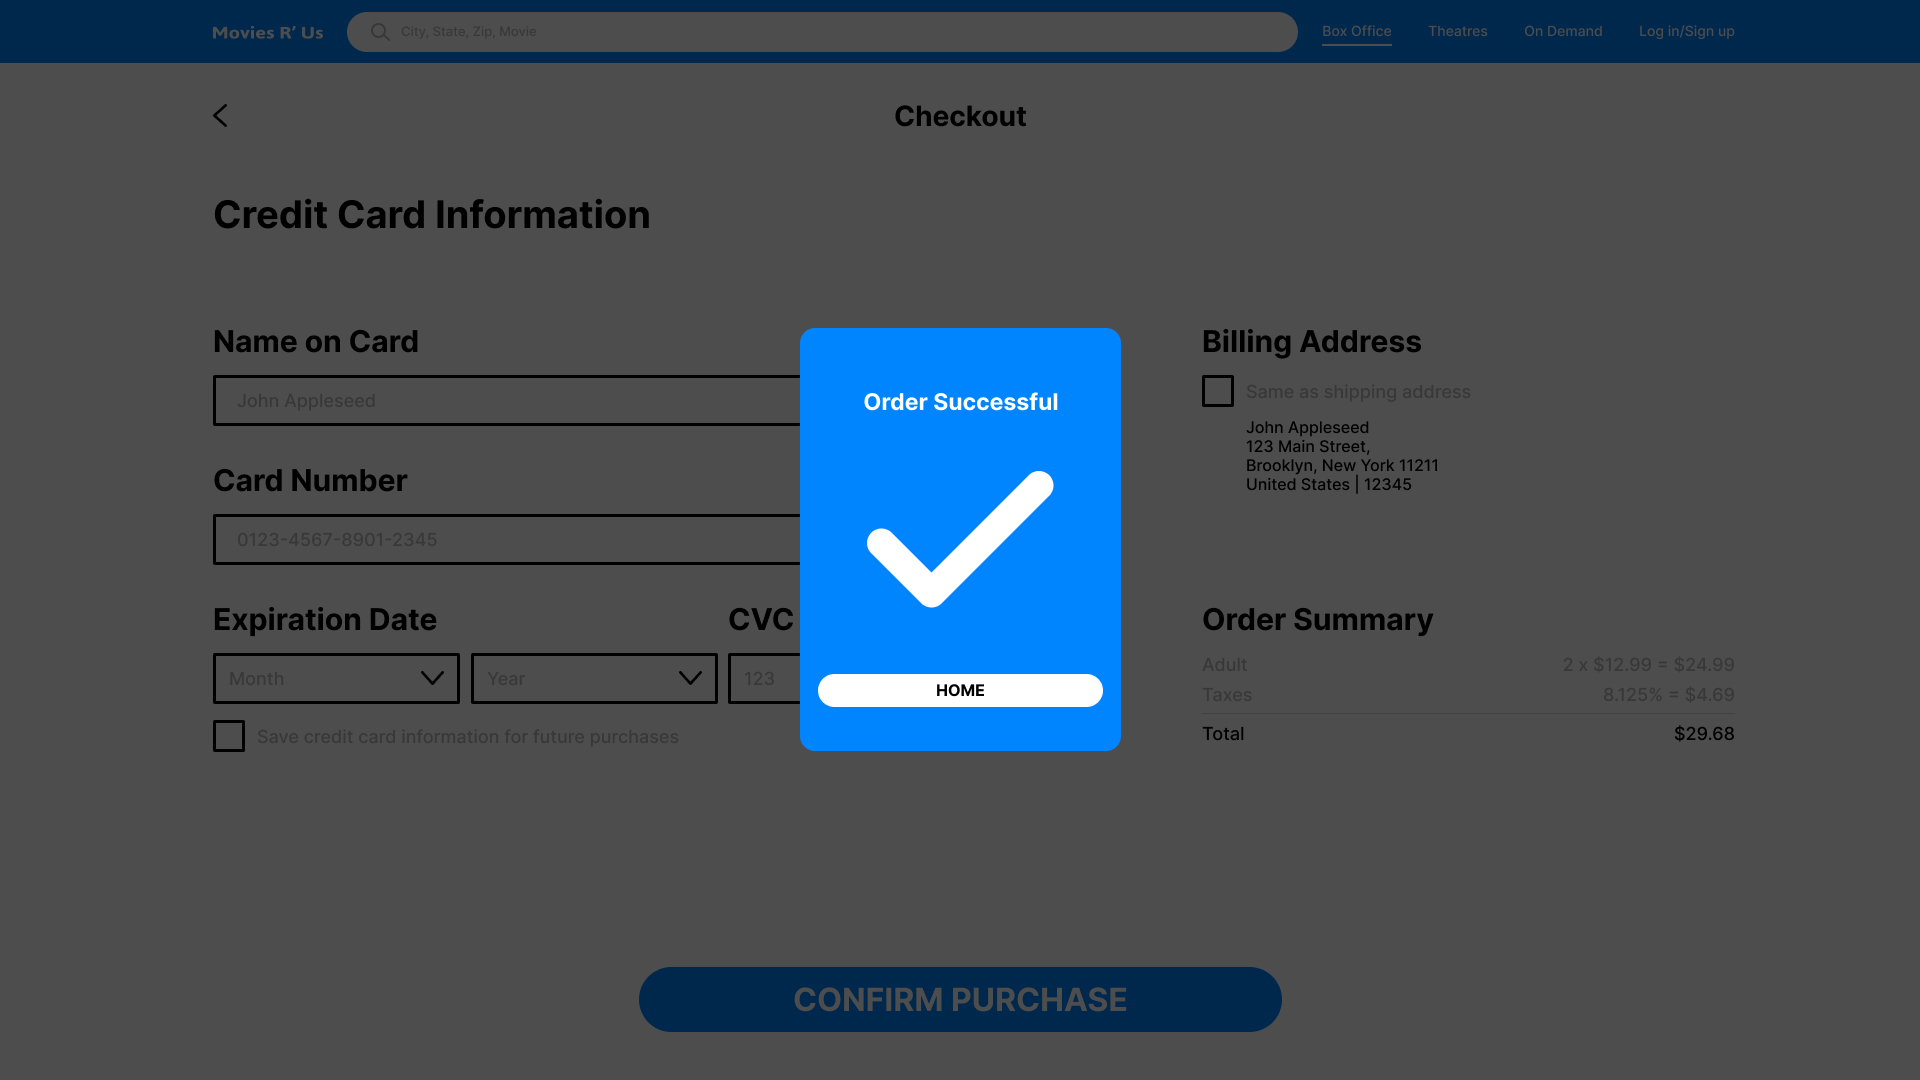 Movies R' Us
City, State, Zip, Movie
Box Office
Theatres
On Demand
Log in/Sign up
Checkout
Credit Card Information
Name on Card
John Appleseed
Card Number
0123-4567-8901-2345
Expiration Date
CVC
Month
Year
123
Save credit card information for future purchases
Order Successful
HOME
Billing Address
Same as shipping address
John Appleseed
123 Main Street,
Brooklyn, New York 11211
United States | 12345
Order Summary
Adult 2 x $12.99 = $24.99
Taxes 8.125% = $4.69
Total $29.68
CONFIRM PURCHASE